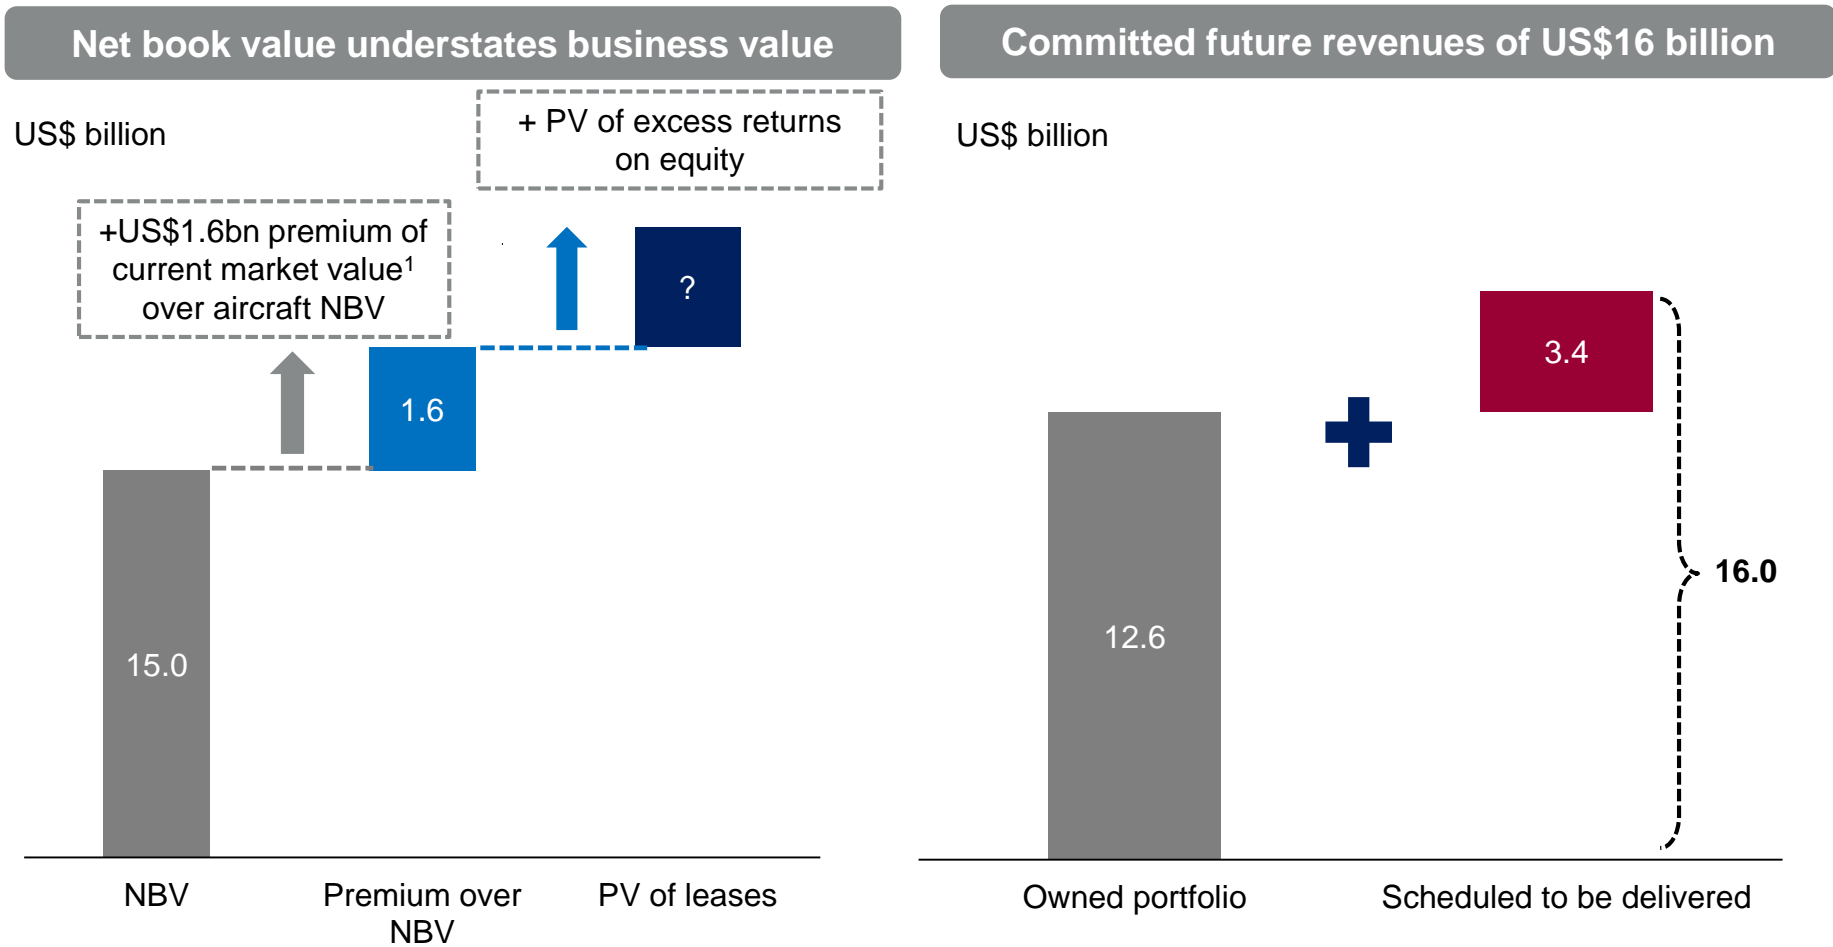 Net book value understates business value
US$ billion
+ PV of excess returns
on equity
+US$1.6bn premium of
current market value¹
over aircraft NBV
?
1.6
15.0
NBV
Premium over
NBV
PV of leases
Committed future revenues of US$16 billion
US$ billion
3.4
12.6
16.0
Owned portfolio
Scheduled to be delivered